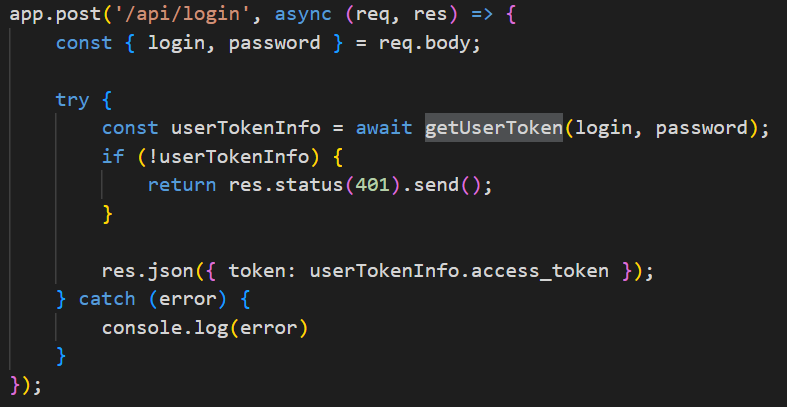 app.post('/api/login', async (req, res) => {
    const { login, password } = req.body;

    try {
        const userTokenInfo = await getUserToken(login, password);
        if (!userTokenInfo) {
            return res.status(401).send();
        }

        res.json({ token: userTokenInfo.access_token });
    } catch (error) {
        console.log(error)
    }
});